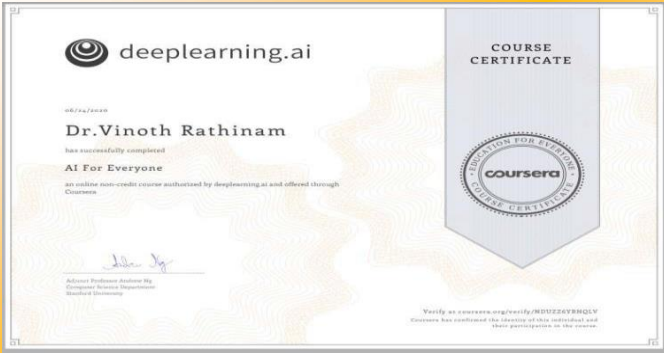 deeplearning.ai
06/24/2020
Dr.Vinoth Rathinam
has successfully completed
AI For Everyone
an online non-credit course authorized by deeplearning.ai and offered through
Coursera
Adjunct Professor Andrew Ng
Computer Science Department
Stanford University
COURSE
CERTIFICATE
EDUCATION FOR EVERYONE
coursera
COURSE CERTIFICATE
Verify at coursera.org/verify/
Coursera has confirmed the identity of this individual and
their participation in the course.